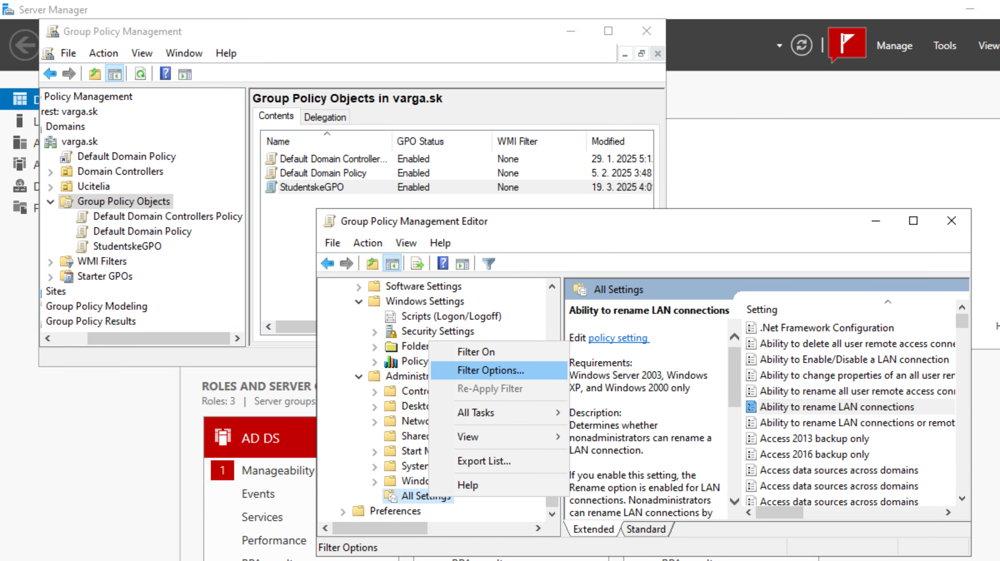 Server Manager
Manage
Tools
View
Group Policy Management
File Action View Window Help
Policy Management
rest: varga.sk
Domains
varga.sk
Default Domain Policy
Domain Controllers
Ucitelia
Group Policy Objects
Default Domain Controllers Policy
Default Domain Policy
StudentskeGPO
WMI Filters
Starter GPOs
Sites
Group Policy Modeling
Group Policy Results
Group Policy Objects in varga.sk
Contents Delegation
Name GPO Status WMI Filter Modified
Default Domain Controller... Enabled None 29. 1. 2025 5:1
Default Domain Policy Enabled None 5. 2. 2025 3:48
StudentskeGPO Enabled None 19. 3. 2025 4:0
ROLES AND SERVER
Roles: 3 | Server groups
AD DS
1 Manageability
Events
Services
Performance
Group Policy Management Editor
File Action View Help
Software Settings
Windows Settings
Scripts (Logon/Logoff)
Security Settings
Folder
Policy
Administr
Contro
Deskto
Netwo
Shared
Start M
System
Windo
All Settings
Preferences
Filter On
Filter Options...
Re-Apply Filter
All Tasks
View
Export List...
Help
All Settings
Ability to rename LAN connections
Edit policy setting
Requirements:
Windows Server 2003, Windows
XP, and Windows 2000 only
Description:
Determines whether
nonadministrators can rename a
LAN connection.
If you enable this setting, the
Rename option is enabled for LAN
connections. Nonadministrators
can rename LAN connections by
Setting
.Net Framework Configuration
Ability to delete all user remote access conne
Ability to Enable/Disable a LAN connection
Ability to change properties of an all user rer
Ability to rename all user remote access conn
Ability to rename LAN connections
Ability to rename LAN connections or remot
Access 2013 backup only
Access 2016 backup only
Access data sources across domains
Access data sources across domains
Access data sources across domains
Extended Standard
Filter Options